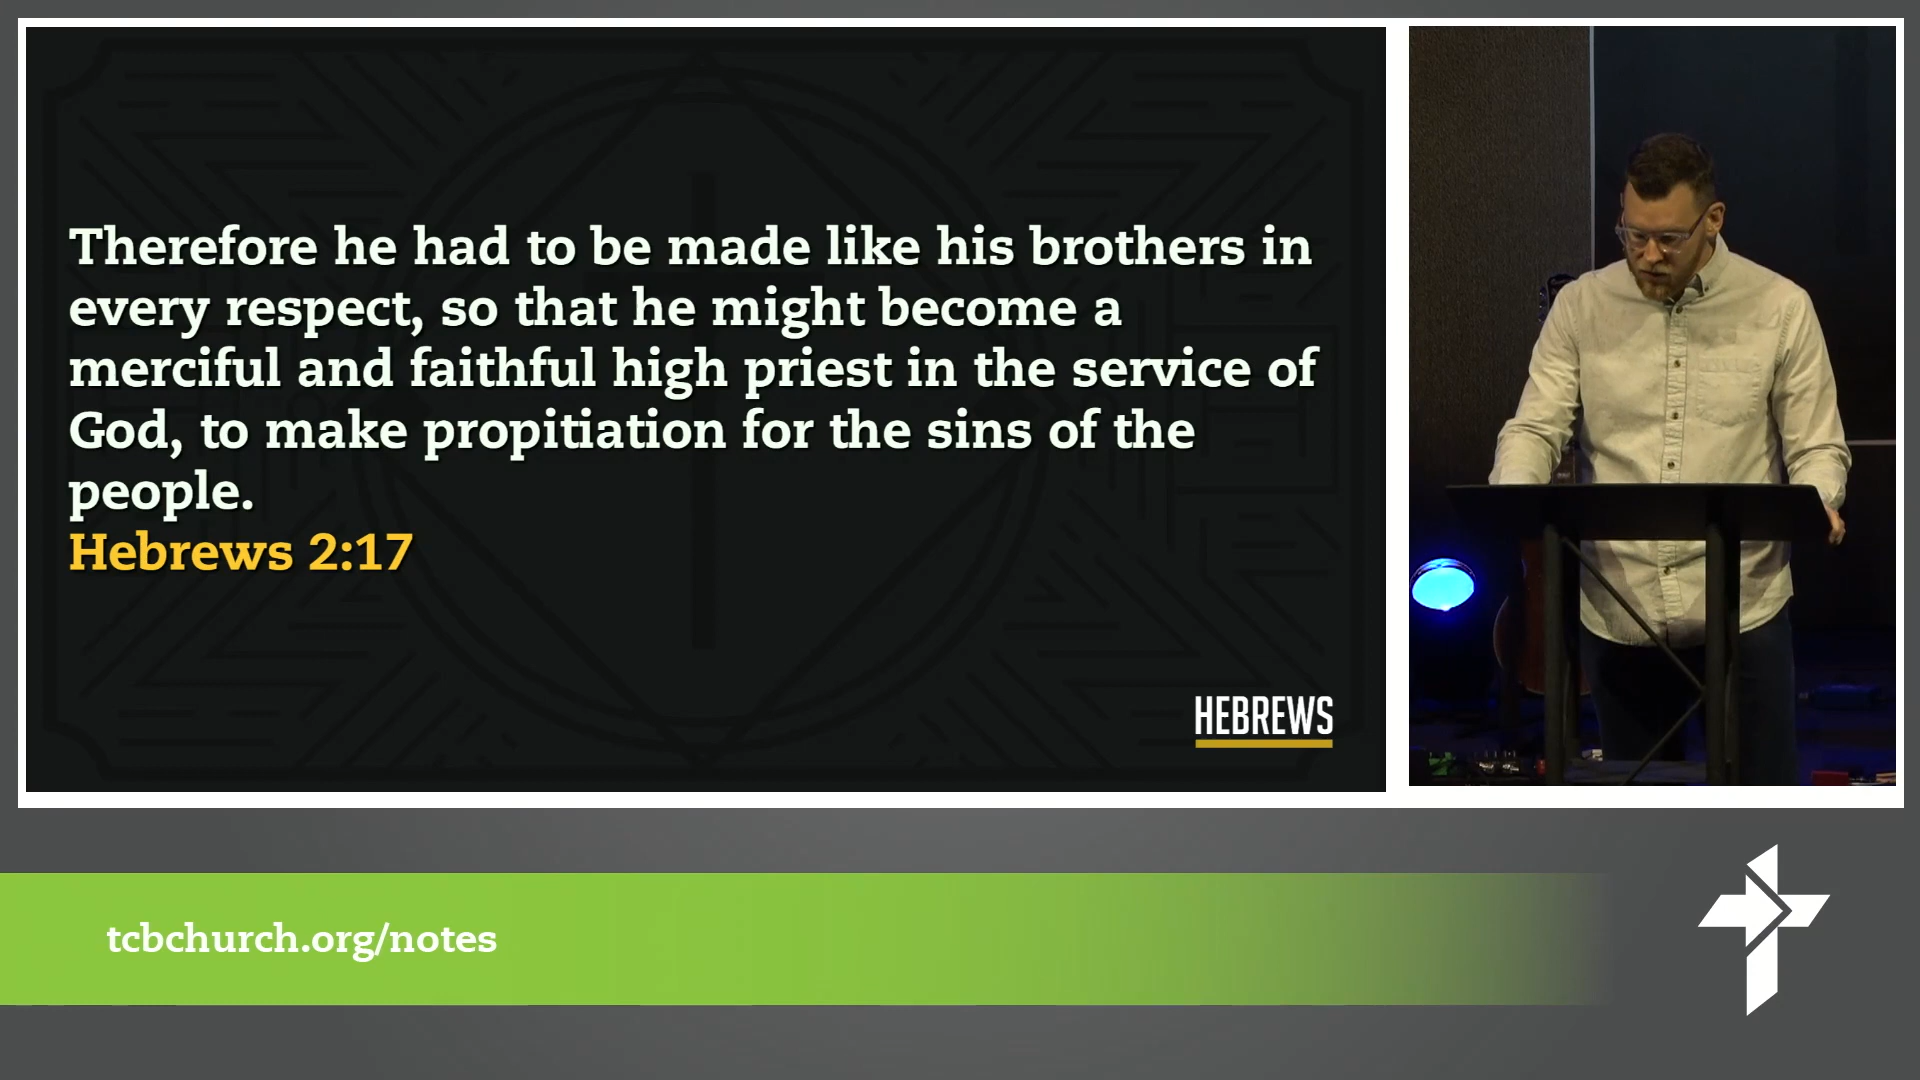 Therefore he had to be made like his brothers in
every respect, so that he might become a
merciful and faithful high priest in the service of
God, to make propitiation for the sins of the
people.
Hebrews 2:17
HEBREWS
tcbchurch.org/notes